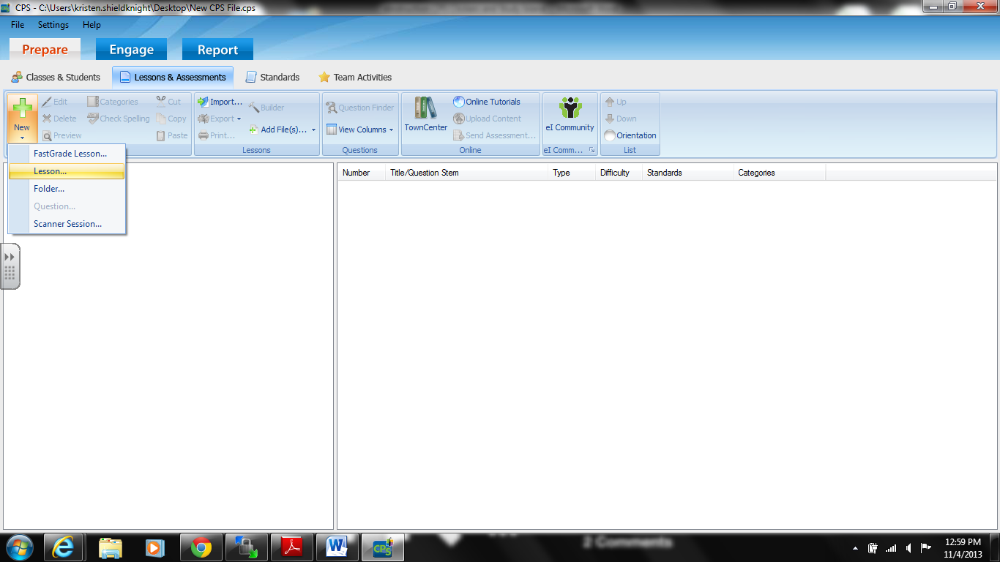 CPS - C:\Users\kristen.shieldknight\Desktop\New CPS File.cps
File Settings Help
Prepare Engage Report
Classes & Students Lessons & Assessments Standards Team Activities
New
Edit Categories Cut
Delete Check Spelling Copy
Preview Paste
Import... Builder
Export Add File(s)...
Print...
Lessons
Question Finder
View Columns
Questions
TownCenter
Online Tutorials
Upload Content
Send Assessment...
Online
eI Community
eI Comm...
Up
Down
Orientation
List
FastGrade Lesson...
Lesson...
Folder...
Question...
Scanner Session...
Number Title/Question Stem Type Difficulty Standards Categories
CPS
2 Comments
12:59 PM
11/4/2013